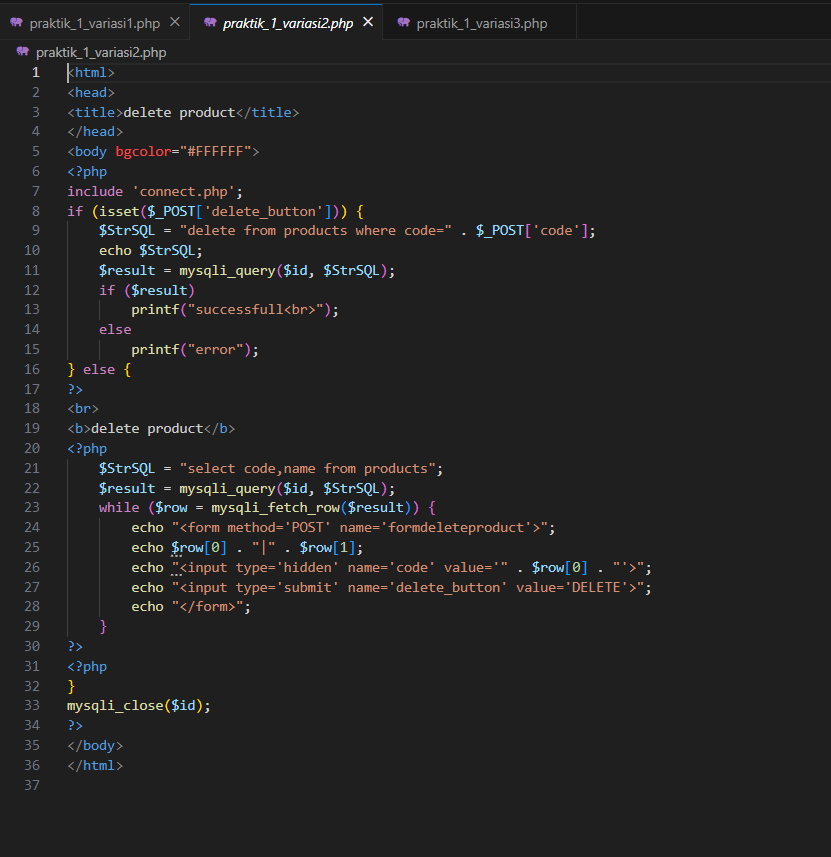 praktik_1_variasi1.php praktik_1_variasi2.php praktik_1_variasi3.php
praktik_1_variasi2.php
1 <html>
2 <head>
3 <title>delete product</title>
4 </head>
5 <body bgcolor="#FFFFFF">
6 <?php
7 include 'connect.php';
8 if (isset($_POST['delete_button'])) {
9     $StrSQL = "delete from products where code=" . $_POST['code'];
10     echo $StrSQL;
11     $result = mysqli_query($id, $StrSQL);
12     if ($result)
13         printf("successfull<br>");
14     else
15         printf("error");
16 } else {
17 ?>
18 <br>
19 <b>delete product</b>
20 <?php
21     $StrSQL = "select code,name from products";
22     $result = mysqli_query($id, $StrSQL);
23     while ($row = mysqli_fetch_row($result)) {
24         echo "<form method='POST' name='formdeleteproduct'>";
25         echo $row[0] . "|" . $row[1];
26         echo "<input type='hidden' name='code' value='" . $row[0] . "'>";
27         echo "<input type='submit' name='delete_button' value='DELETE'>";
28         echo "</form>";
29     }
30 ?>
31 <?php
32 }
33 mysqli_close($id);
34 ?>
35 </body>
36 </html>
37